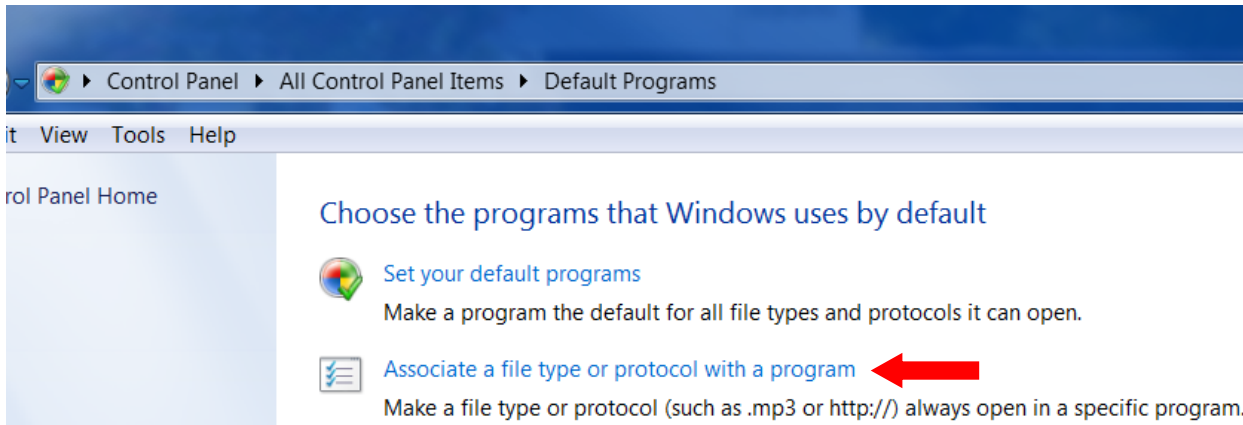 Control Panel All Control Panel Items Default Programs
it View Tools Help
rol Panel Home
Choose the programs that Windows uses by default
Set your default programs
Make a program the default for all file types and protocols it can open.
Associate a file type or protocol with a program
Make a file type or protocol (such as .mp3 or http://) always open in a specific program.